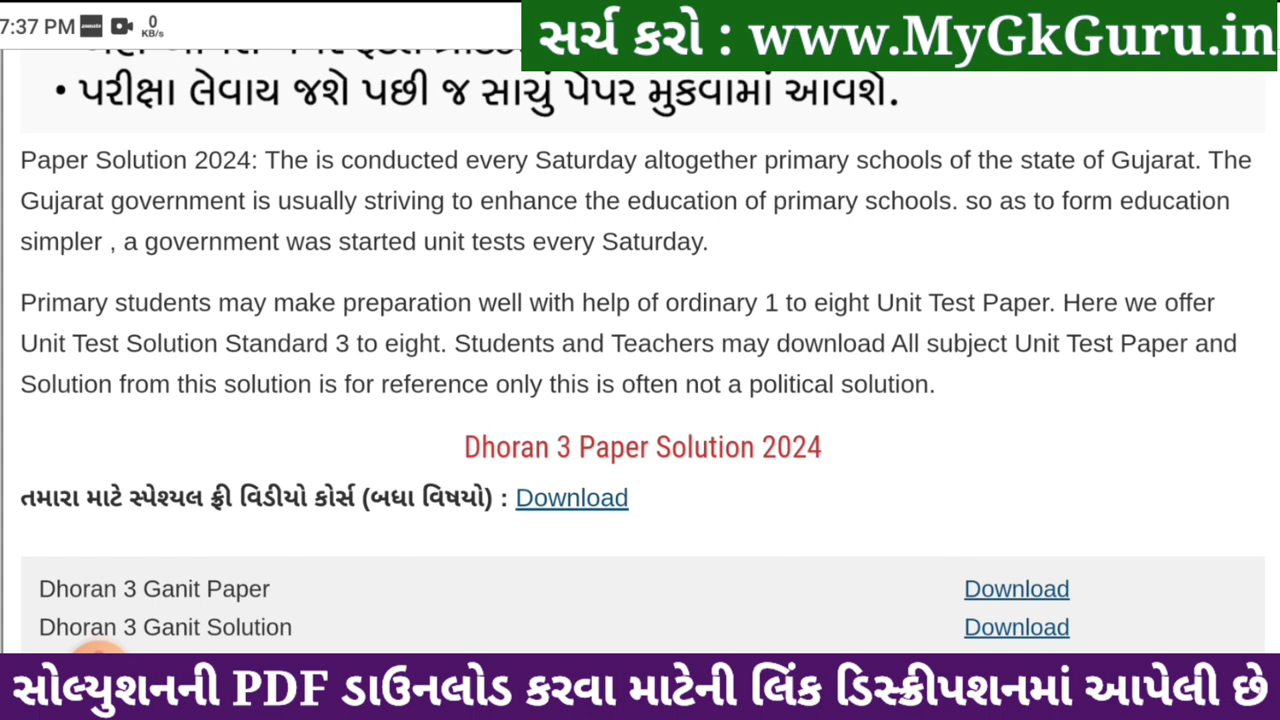 7:37 PM
0
KB/s
સર્ચ કરો : www.MyGkGuru.in
• પરીક્ષા લેવાય જશે પછી જ સાચું પેપર મુકવામાં આવશે.
Paper Solution 2024: The is conducted every Saturday altogether primary schools of the state of Gujarat. The
Gujarat government is usually striving to enhance the education of primary schools. so as to form education
simpler , a government was started unit tests every Saturday.
Primary students may make preparation well with help of ordinary 1 to eight Unit Test Paper. Here we offer
Unit Test Solution Standard 3 to eight. Students and Teachers may download All subject Unit Test Paper and
Solution from this solution is for reference only this is often not a political solution.
Dhoran 3 Paper Solution 2024
તમારા માટે સ્પેશ્યલ ફ્રી વિડીયો કોર્સ (બધા વિષયો) : Download
Dhoran 3 Ganit Paper Download
Dhoran 3 Ganit Solution Download
સોલ્યુશનની PDF ડાઉનલોડ કરવા માટેની લિંક ડિસ્ક્રીપશનમાં આપેલી છે